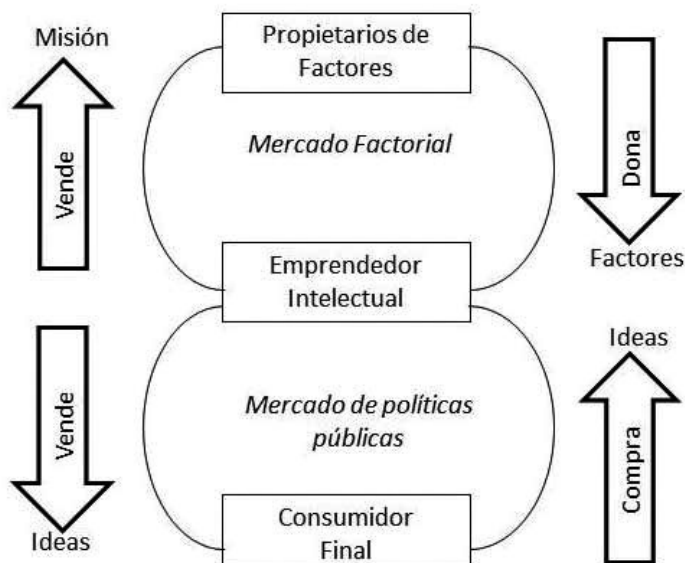 Misión
Propietarios de
Factores
Vende
Mercado Factorial
Dona
Factores
Emprendedor
Intelectual
Ideas
Vende
Mercado de políticas
públicas
Compra
Ideas
Consumidor
Final